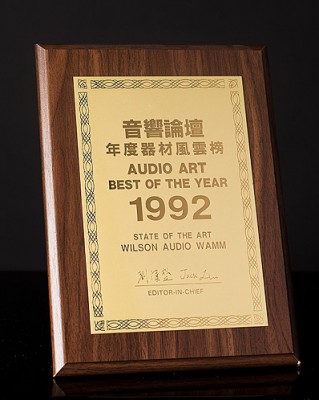 音響論壇
年度器材風雲榜
AUDIO ART
BEST OF THE YEAR
1992
STATE OF THE ART
WILSON AUDIO WAMM
EDITOR-IN-CHIEF